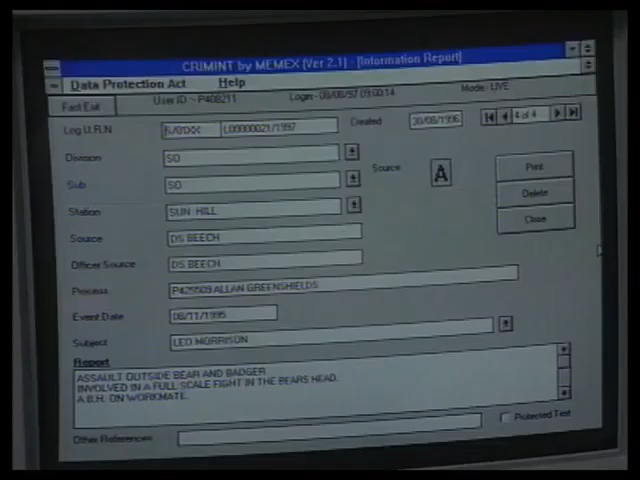 CRIMINT by MEMEX (Ver 2.1) - [Information Report]
Data Protection Act Help
Fast Exit User ID :- P408211 Login:- 08/08/97 09:00:14 Mode:- LIVE
Log U.R.N L00000021/1997 Created 30/08/1996 4 of 4
Division SO Source A Print
Sub SO Delete
Station SUN HILL Close
Source DS BEECH
Officer Source DS BEECH
Process P425509 ALLAN GREENSHIELDS
Event Date 08/11/1995
Subject LEO MORRISON
Report
ASSAULT OUTSIDE BEAR AND BADGER
INVOLVED IN A FULL SCALE FIGHT IN THE BEARS HEAD.
A.B.H. ON WORKMATE.
Other References Protected Text